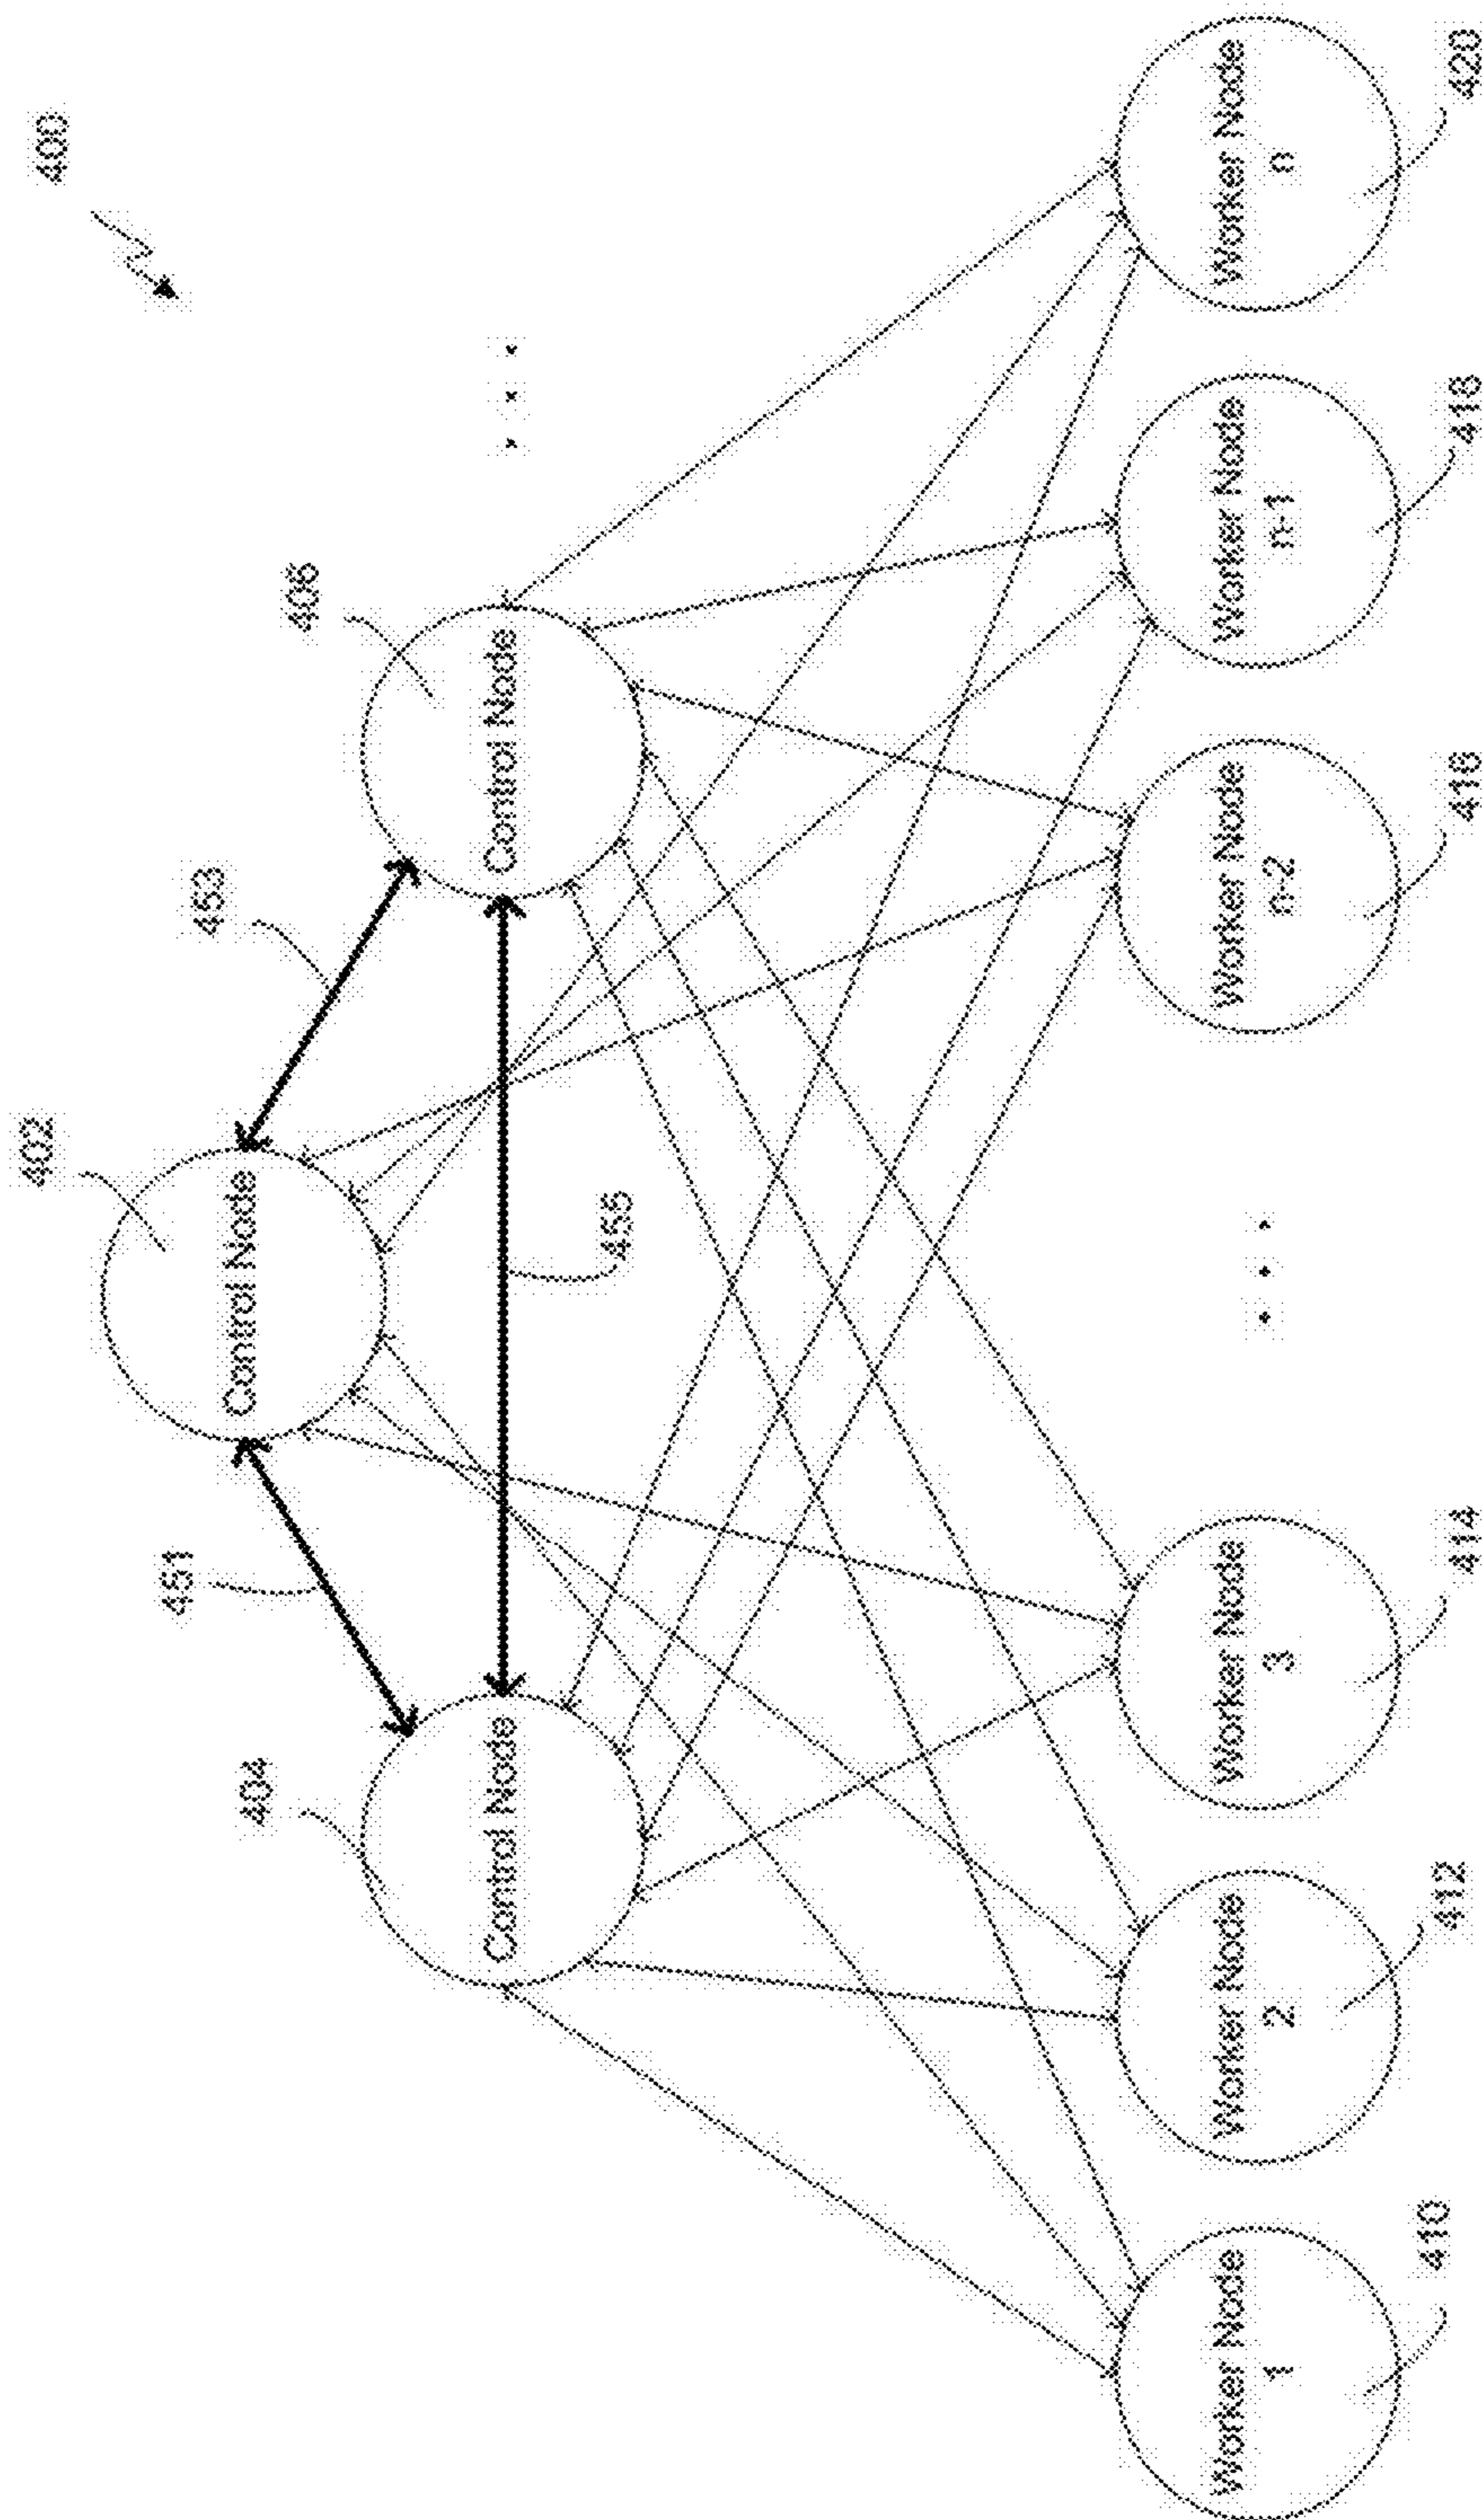 400
402
451
453
404
406
Control Node
Control Node
Control Node
455
Worker Node
1
Worker Node
2
Worker Node
3
. . .
Worker Node
n-2
Worker Node
n-1
Worker Node
n
. . .
410
412
414
416
418
420